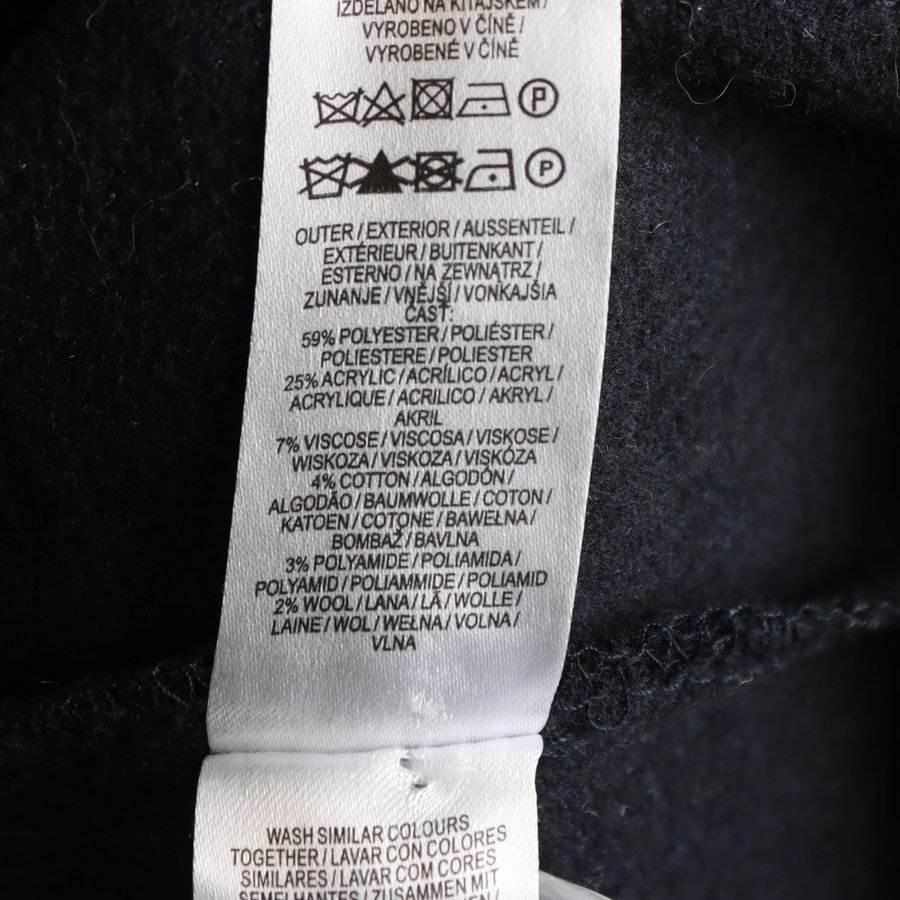 IZDELANO NA KITAJSKEM /
VYROBENO V ČÍNĚ /
VYROBENÉ V ČÍNĚ
P
P
OUTER / EXTERIOR / AUSSENTEIL /
EXTÉRIEUR / BUITENKANT /
ESTERNO / NA ZEWNĄTRZ /
ZUNANJE / VNĚJŠÍ / VONKAJŠIA
ČASŤ:
59% POLYESTER / POLIÉSTER /
POLIESTERE / POLIESTER
25% ACRYLIC / ACRÍLICO / ACRYL /
ACRYLIQUE / ACRILICO / AKRYL /
AKRIL
7% VISCOSE / VISCOSA / VISKOSE /
WISKOZA / VISKOZA / VISKÓZA
4% COTTON / ALGODÓN /
ALGODÃO / BAUMWOLLE / COTON /
KATOEN / COTONE / BAWEŁNA /
BOMBAŽ / BAVLNA
3% POLYAMIDE / POLIAMIDA /
POLYAMID / POLIAMMIDE / POLIAMID
2% WOOL / LANA / LÃ / WOLLE /
LAINE / WOL / WEŁNA / VOLNA /
VLNA
WASH SIMILAR COLOURS
TOGETHER / LAVAR CON COLORES
SIMILARES / LAVAR COM CORES
SEMELHANTES / ZUSAMMEN MIT